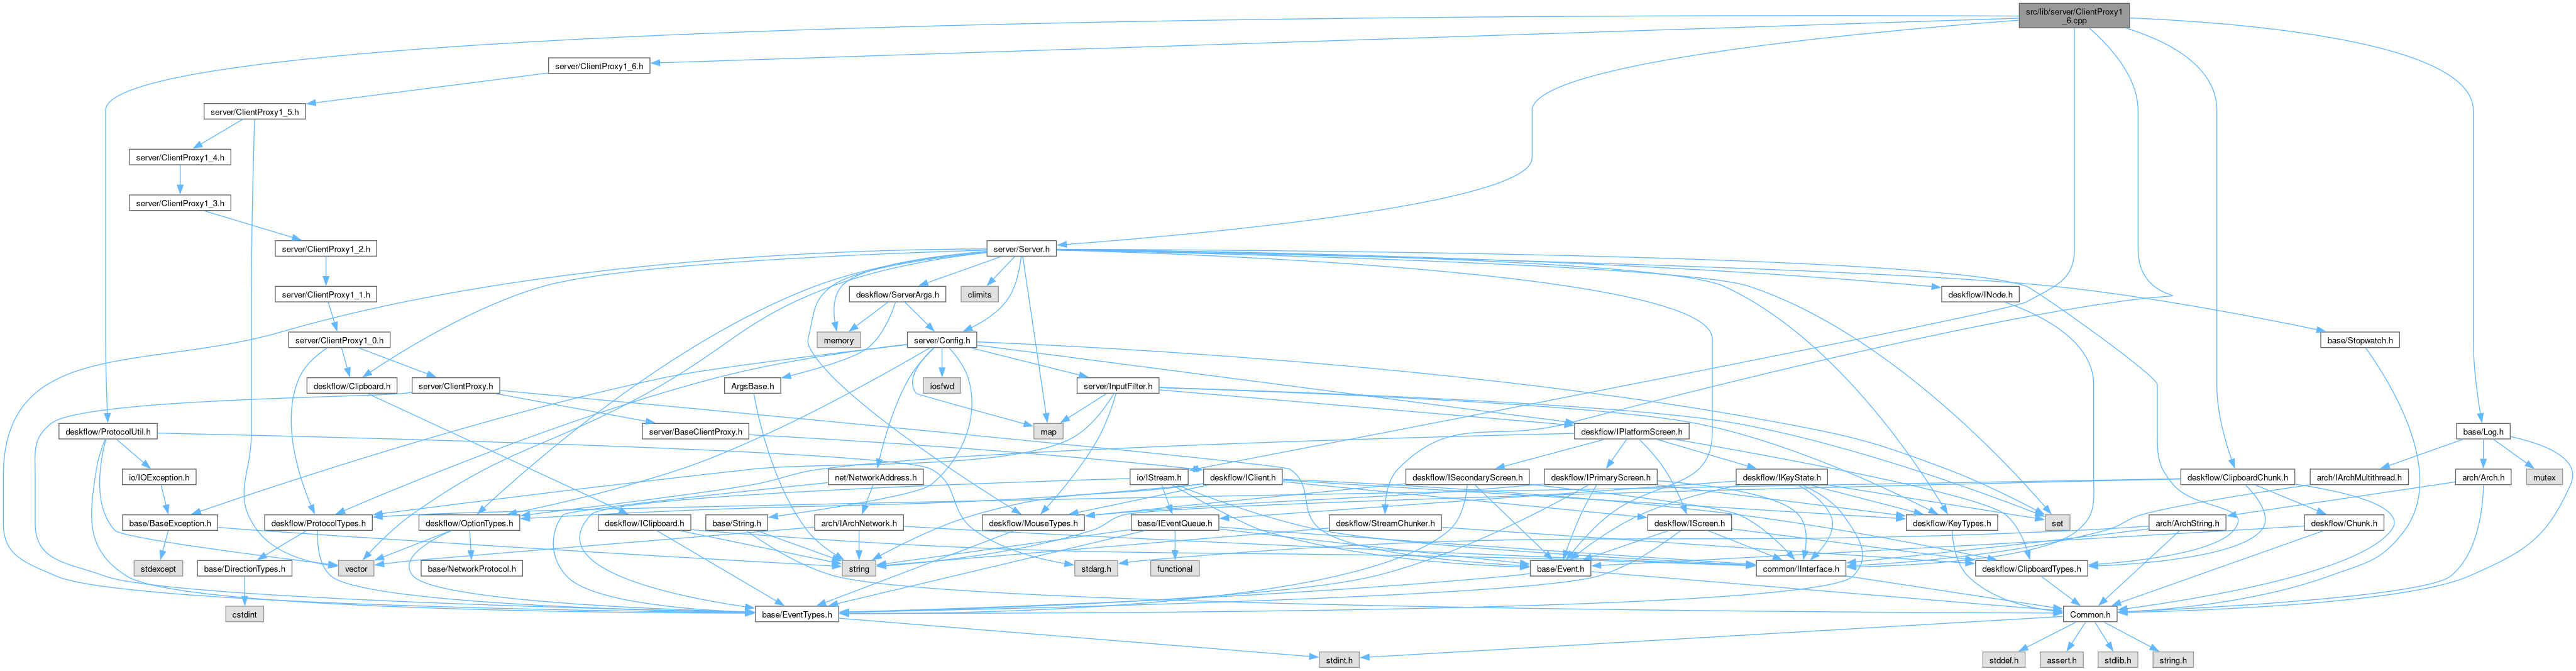 src/lib/server/ClientProxy1
_6.cpp
server/ClientProxy1_6.h
server/ClientProxy1_5.h
server/ClientProxy1_4.h
server/ClientProxy1_3.h
server/ClientProxy1_2.h
server/Server.h
server/ClientProxy1_1.h
deskflow/ServerArgs.h
climits
deskflow/INode.h
server/ClientProxy1_0.h
memory
server/Config.h
base/Stopwatch.h
deskflow/Clipboard.h
server/ClientProxy.h
ArgsBase.h
iosfwd
server/InputFilter.h
deskflow/ProtocolUtil.h
server/BaseClientProxy.h
map
deskflow/IPlatformScreen.h
base/Log.h
io/IOException.h
net/NetworkAddress.h
io/IStream.h
deskflow/IClient.h
deskflow/ISecondaryScreen.h
deskflow/IPrimaryScreen.h
deskflow/IKeyState.h
deskflow/ClipboardChunk.h
arch/IArchMultithread.h
arch/Arch.h
mutex
base/BaseException.h
deskflow/ProtocolTypes.h
deskflow/OptionTypes.h
deskflow/IClipboard.h
base/String.h
arch/IArchNetwork.h
deskflow/MouseTypes.h
base/IEventQueue.h
deskflow/StreamChunker.h
deskflow/IScreen.h
deskflow/KeyTypes.h
set
arch/ArchString.h
deskflow/Chunk.h
stdexcept
base/DirectionTypes.h
vector
base/NetworkProtocol.h
string
stdarg.h
functional
base/Event.h
common/IInterface.h
deskflow/ClipboardTypes.h
cstdint
base/EventTypes.h
Common.h
stdint.h
stddef.h
assert.h
stdlib.h
string.h